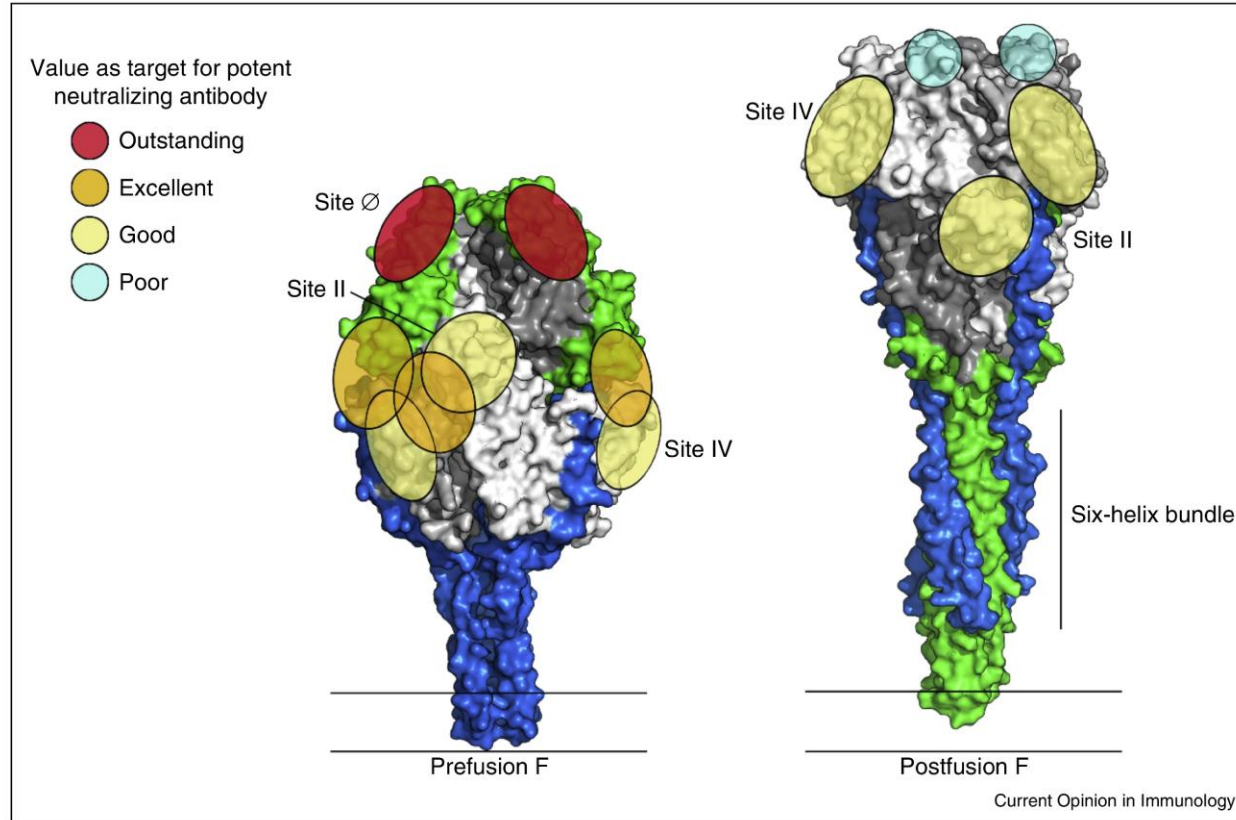 Value as target for potent
neutralizing antibody
Outstanding
Excellent
Good
Poor
Site Ø
Site II
Site IV
Prefusion F
Site IV
Site II
Six-helix bundle
Postfusion F
Current Opinion in Immunology